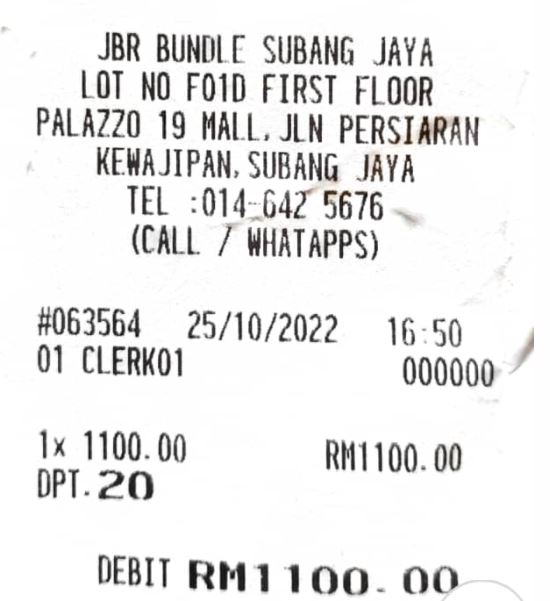 JBR BUNDLE SUBANG JAYA
LOT NO F01D FIRST FLOOR
PALAZZO 19 MALL, JLN PERSIARAN
KEWAJIPAN, SUBANG JAYA
TEL :014-642 5676
(CALL / WHATAPPS)
#063564 25/10/2022 16:50
01 CLERK01 000000
1x 1100.00 RM1100.00
DPT. 20
DEBIT RM1100.00